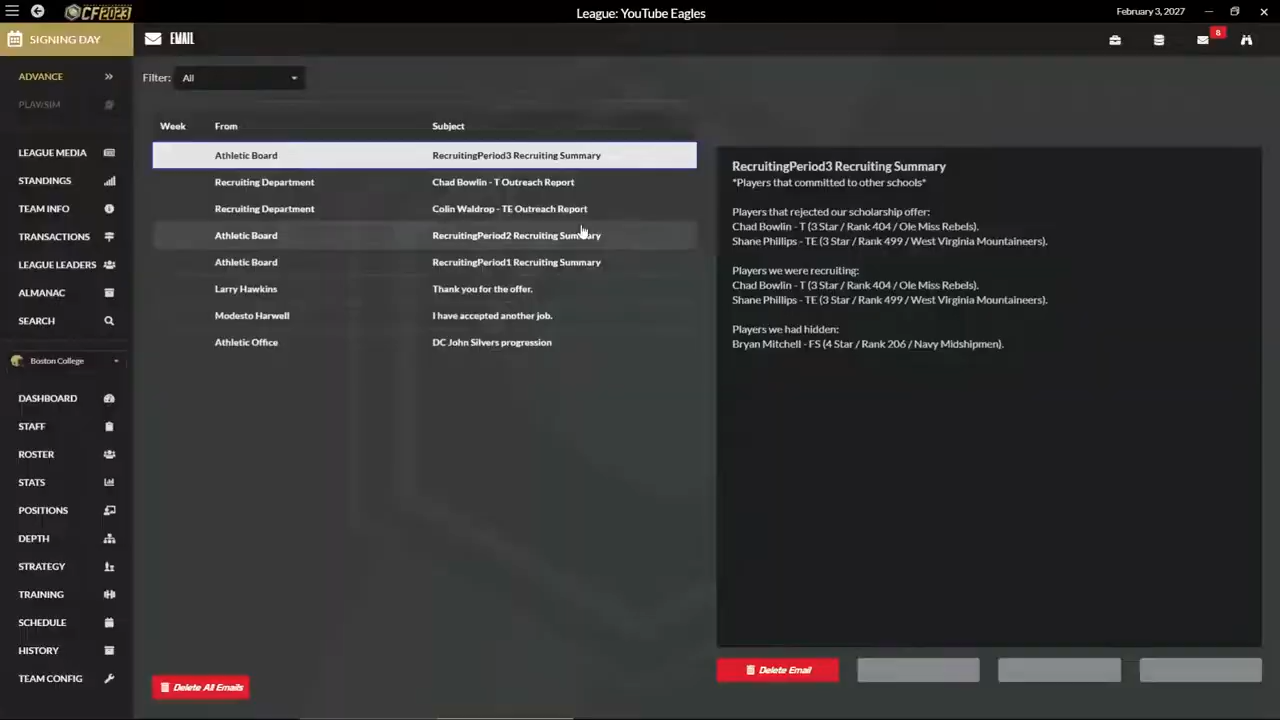 CF2023
League: YouTube Eagles
February 3, 2027
SIGNING DAY
EMAIL
8
ADVANCE
PLAY/SIM
LEAGUE MEDIA
STANDINGS
TEAM INFO
TRANSACTIONS
LEAGUE LEADERS
ALMANAC
SEARCH
Boston College
DASHBOARD
STAFF
ROSTER
STATS
POSITIONS
DEPTH
STRATEGY
TRAINING
SCHEDULE
HISTORY
TEAM CONFIG
Filter: All
Week From Subject
Athletic Board RecruitingPeriod3 Recruiting Summary
Recruiting Department Chad Bowlin - T Outreach Report
Recruiting Department Colin Waldrop - TE Outreach Report
Athletic Board RecruitingPeriod2 Recruiting Summary
Athletic Board RecruitingPeriod1 Recruiting Summary
Larry Hawkins Thank you for the offer.
Modesto Harwell I have accepted another job.
Athletic Office DC John Silvers progression
Delete All Emails
RecruitingPeriod3 Recruiting Summary
*Players that committed to other schools*
Players that rejected our scholarship offer:
Chad Bowlin - T (3 Star / Rank 404 / Ole Miss Rebels).
Shane Phillips - TE (3 Star / Rank 499 / West Virginia Mountaineers).
Players we were recruiting:
Chad Bowlin - T (3 Star / Rank 404 / Ole Miss Rebels).
Shane Phillips - TE (3 Star / Rank 499 / West Virginia Mountaineers).
Players we had hidden:
Bryan Mitchell - FS (4 Star / Rank 206 / Navy Midshipmen).
Delete Email